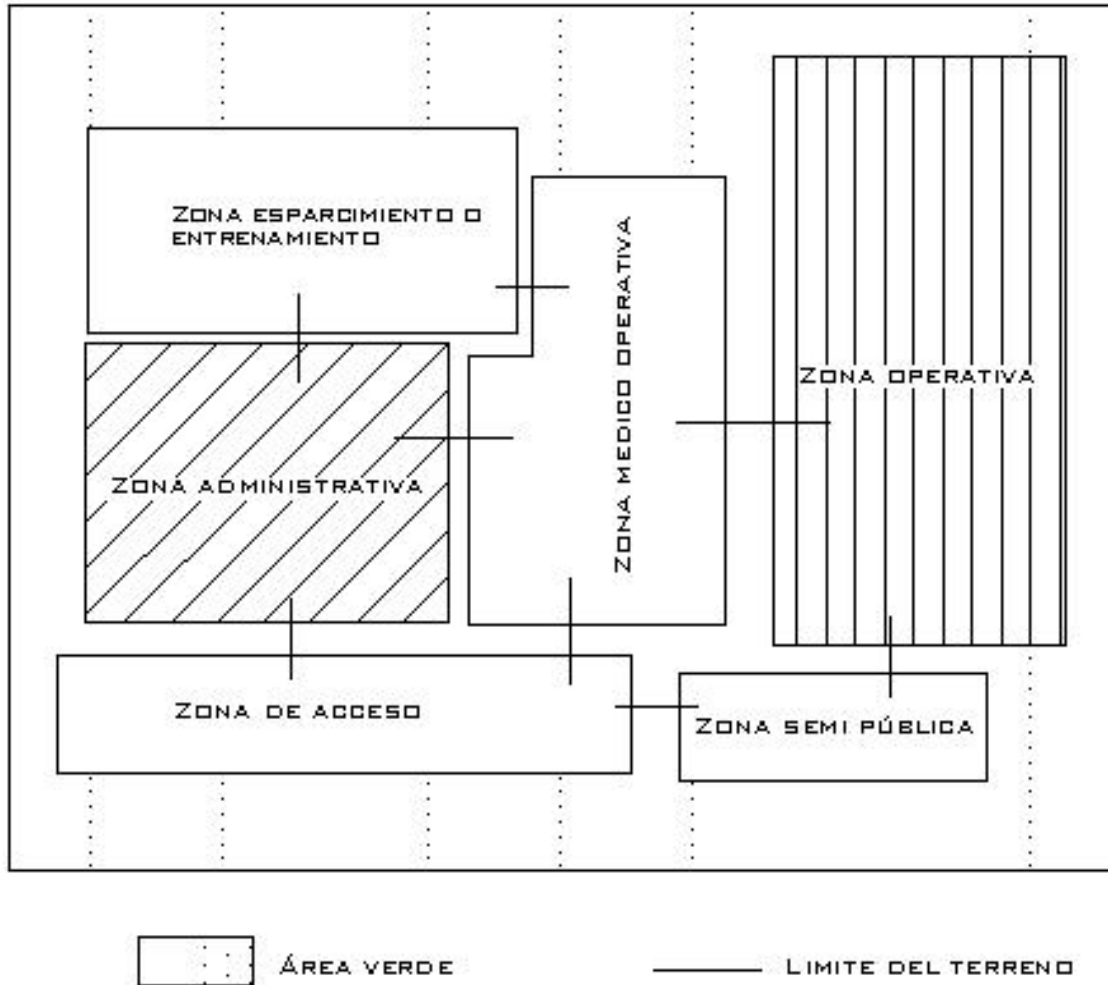 ZONA ESPARCIMIENTO O
ENTRENAMIENTO
ZONA MEDICO OPERATIVA
ZONA OPERATIVA
ZONA ADMINISTRATIVA
ZONA DE ACCESO
ZONA SEMI PÚBLICA
ÁREA VERDE
LIMITE DEL TERRENO